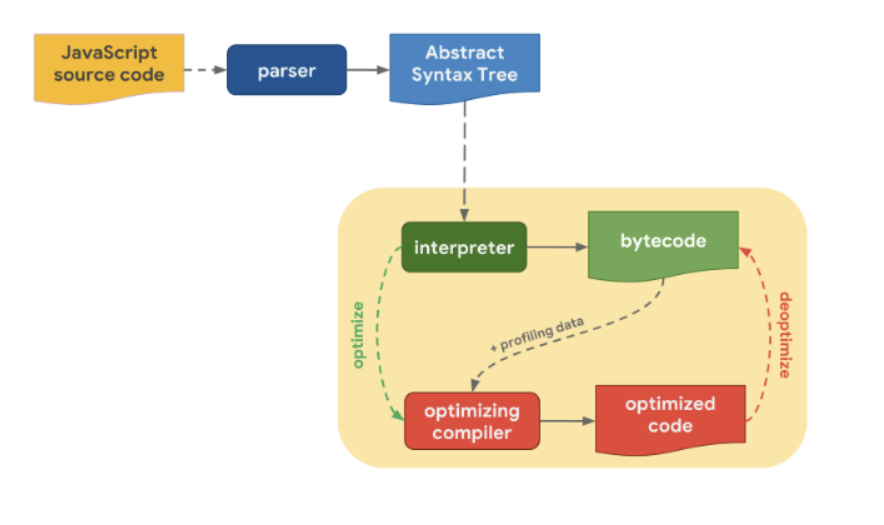 JavaScript
source code
parser
Abstract
Syntax Tree
interpreter
bytecode
optimize
+ profiling data
deoptimize
optimizing
compiler
optimized
code